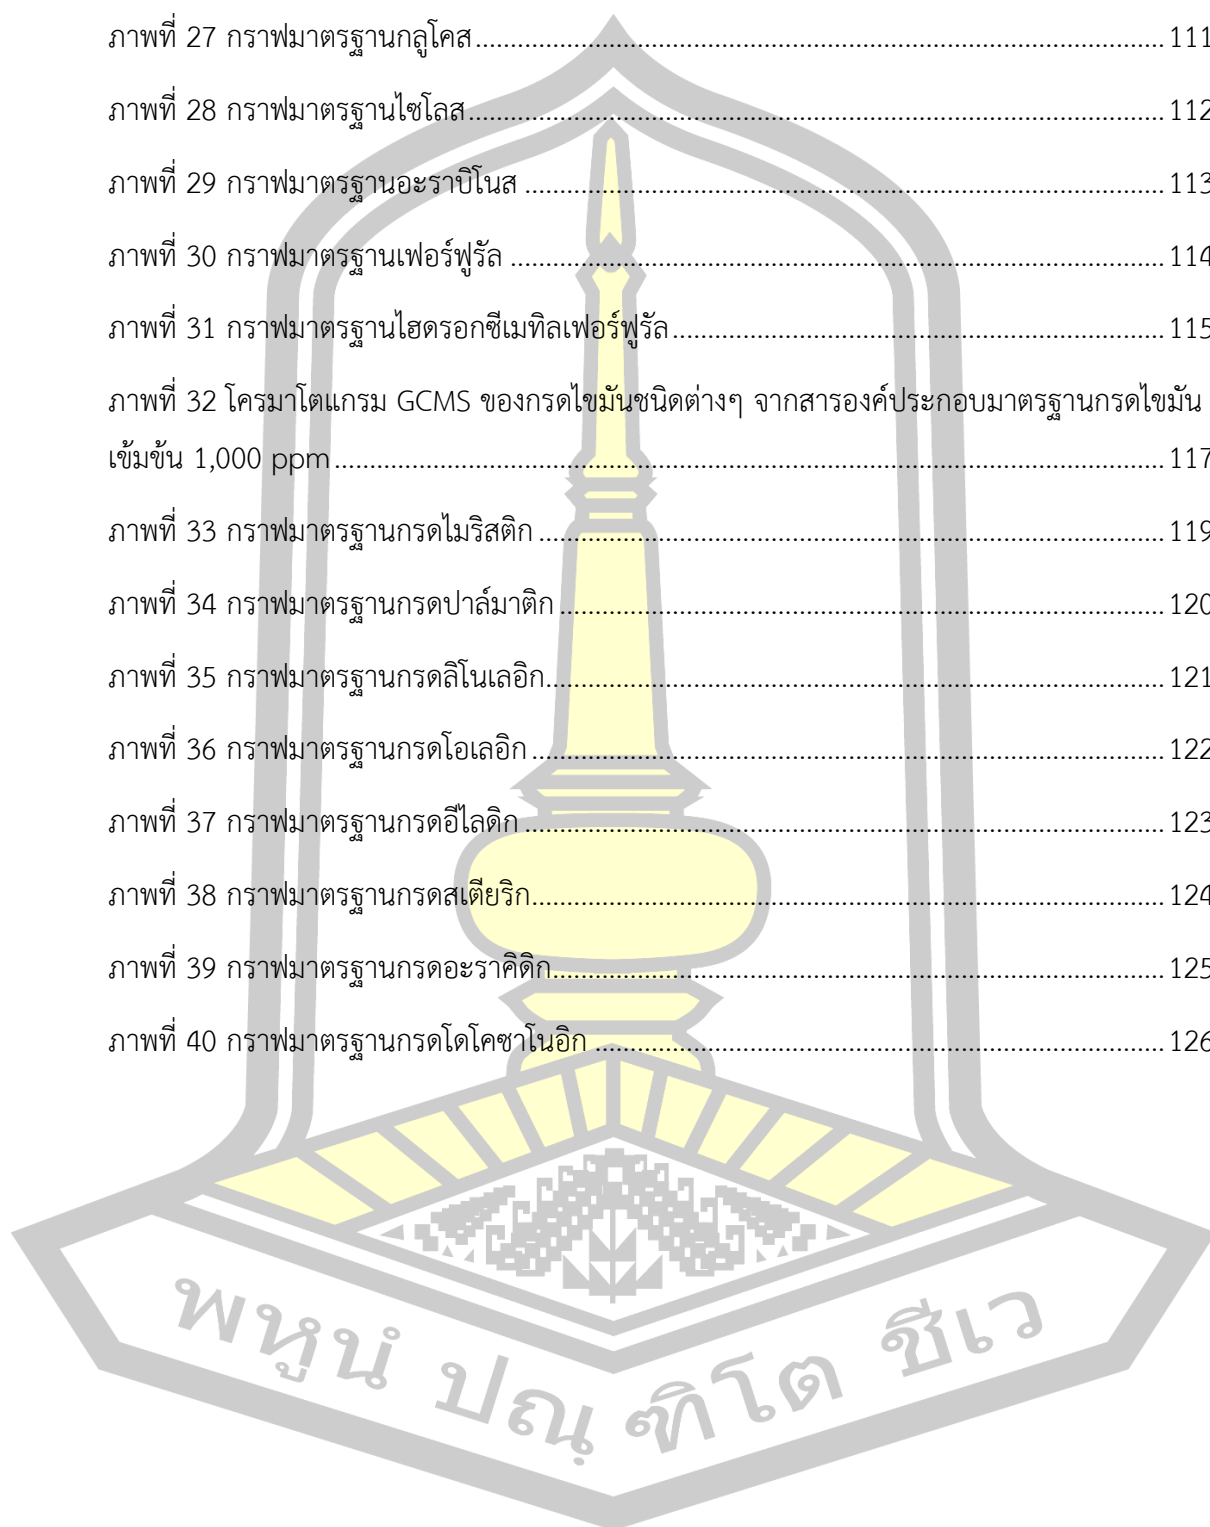 ภาพที่ 27 กราฟมาตรฐานกลูโคส.......................................................................................... 111
ภาพที่ 28 กราฟมาตรฐานไซโลส........................................................................................... 112
ภาพที่ 29 กราฟมาตรฐานอะราบิโนส .................................................................................... 113
ภาพที่ 30 กราฟมาตรฐานเฟอร์ฟูรัล ...................................................................................... 114
ภาพที่ 31 กราฟมาตรฐานไฮดรอกซีเมทิลเฟอร์ฟูรัล................................................................ 115
ภาพที่ 32 โครมาโตแกรม GCMS ของกรดไขมันชนิดต่างๆ จากสารองค์ประกอบมาตรฐานกรดไขมัน
เข้มข้น 1,000 ppm........................................................................................................... 117
ภาพที่ 33 กราฟมาตรฐานกรดไมริสติก .................................................................................. 119
ภาพที่ 34 กราฟมาตรฐานกรดปาล์มาติก ............................................................................... 120
ภาพที่ 35 กราฟมาตรฐานกรดลิโนเลอิก................................................................................. 121
ภาพที่ 36 กราฟมาตรฐานกรดโอเลอิก ................................................................................... 122
ภาพที่ 37 กราฟมาตรฐานกรดอีไลดิก .................................................................................... 123
ภาพที่ 38 กราฟมาตรฐานกรดสเตียริก................................................................................... 124
ภาพที่ 39 กราฟมาตรฐานกรดอะราคิดิก................................................................................ 125
ภาพที่ 40 กราฟมาตรฐานกรดโดโคซาโนอิก .......................................................................... 126
พหูนํ ปณฺฑิโต ชีเว